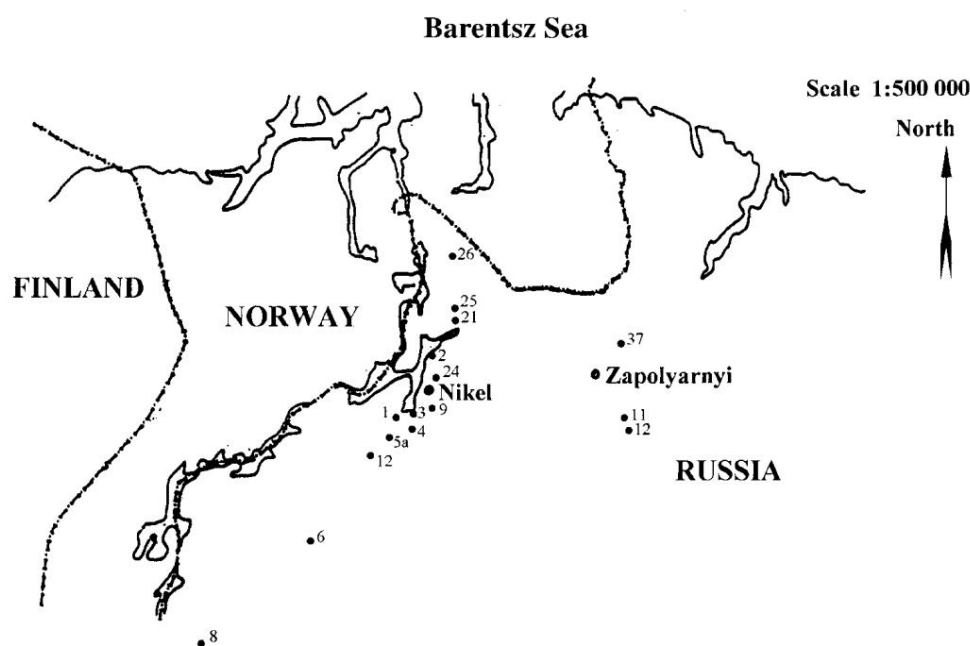 Barentsz Sea
Scale 1:500 000
North
26
FINLAND
NORWAY
25
21
37
2
24
Zapolyarnyi
Nikel
9
1
3
11
4
12
5a
12
RUSSIA
6
8